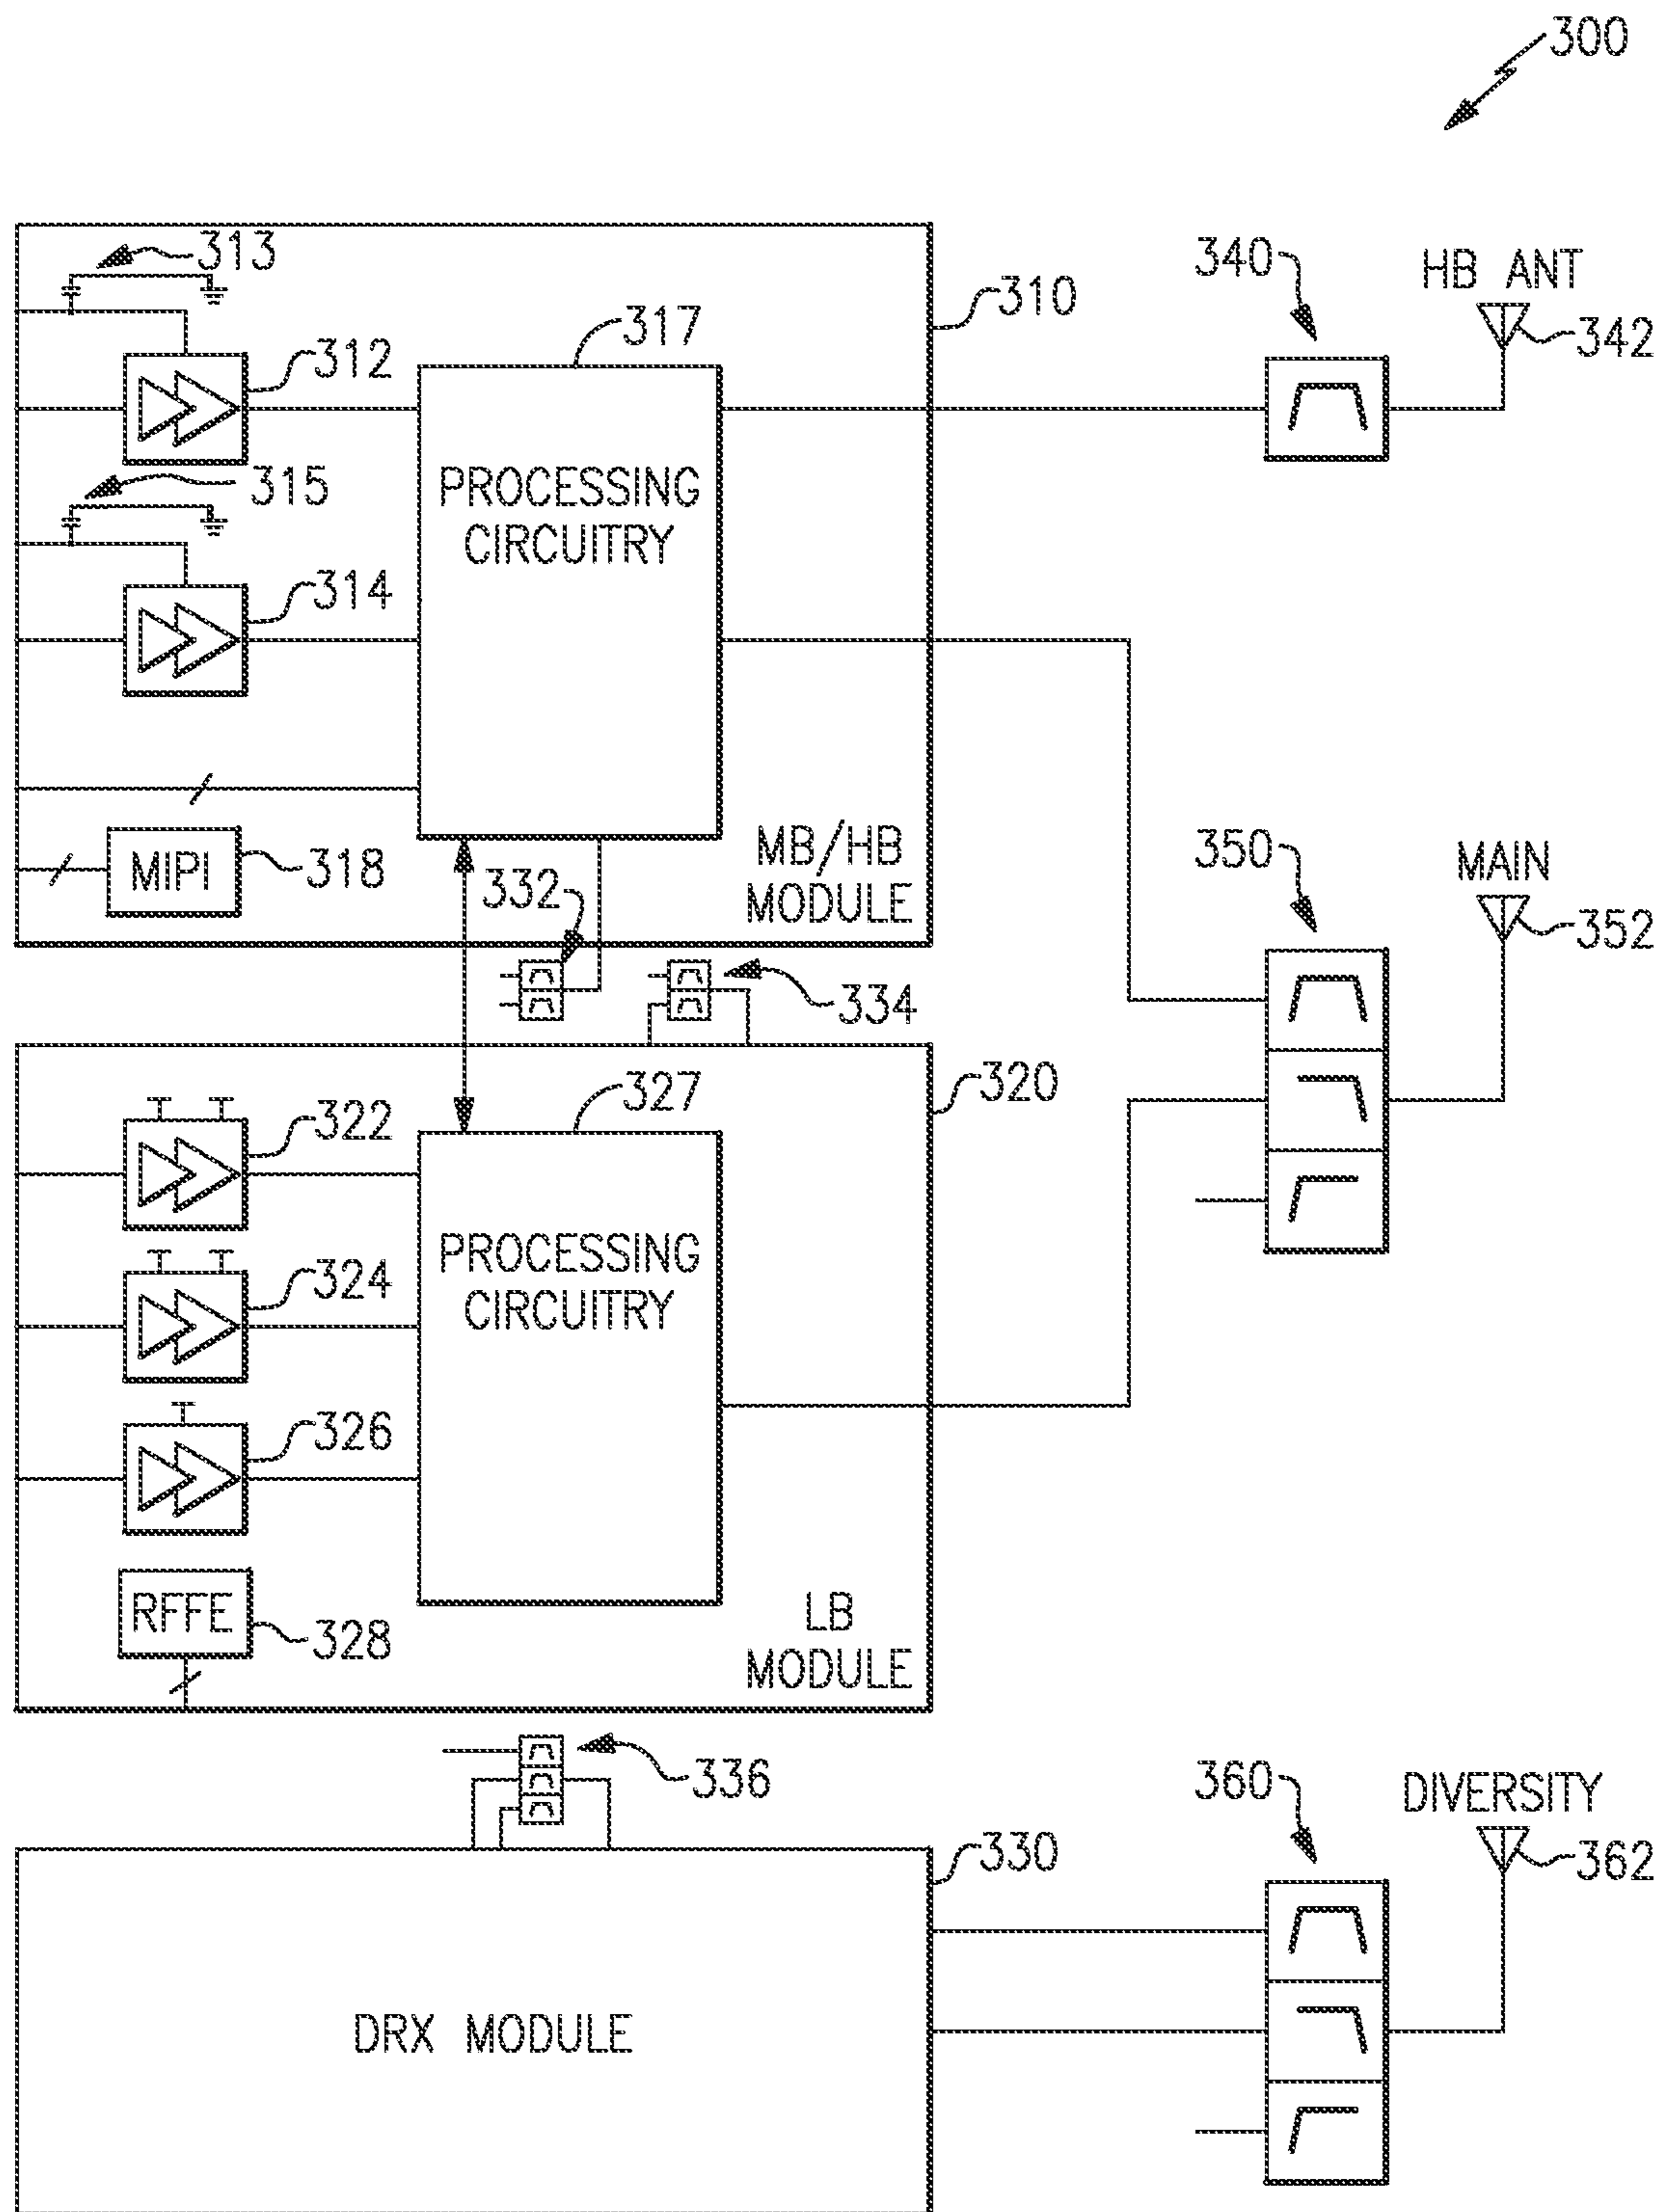 300
313
310
340
HB ANT
342
317
312
315
PROCESSING
CIRCUITRY
314
MIPI
318
MB/HB
MODULE
332
334
350
MAIN
352
320
327
322
PROCESSING
CIRCUITRY
324
326
RFFE
328
LB
MODULE
336
330
360
DIVERSITY
362
DRX MODULE